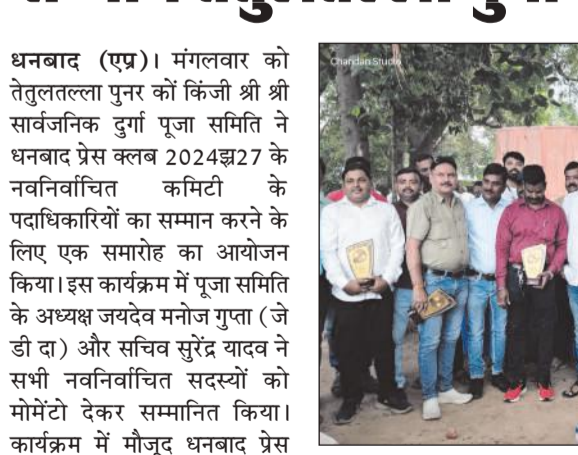 धनबाद (एप्र)। मंगलवार को
तेतुलतल्ला पुनर कों किंजी श्री श्री
सार्वजनिक दुर्गा पूजा समिति ने
धनबाद प्रेस क्लब 2024झ27 के
नवनिर्वाचित कमिटी के
पदाधिकारियों का सम्मान करने के
लिए एक समारोह का आयोजन
किया। इस कार्यक्रम में पूजा समिति
के अध्यक्ष जयदेव मनोज गुप्ता (जे
डी दा) और सचिव सुरेंद्र यादव ने
सभी नवनिर्वाचित सदस्यों को
मोमेंटो देकर सम्मानित किया।
कार्यक्रम में मौजूद धनबाद प्रेस
Chandan Studio